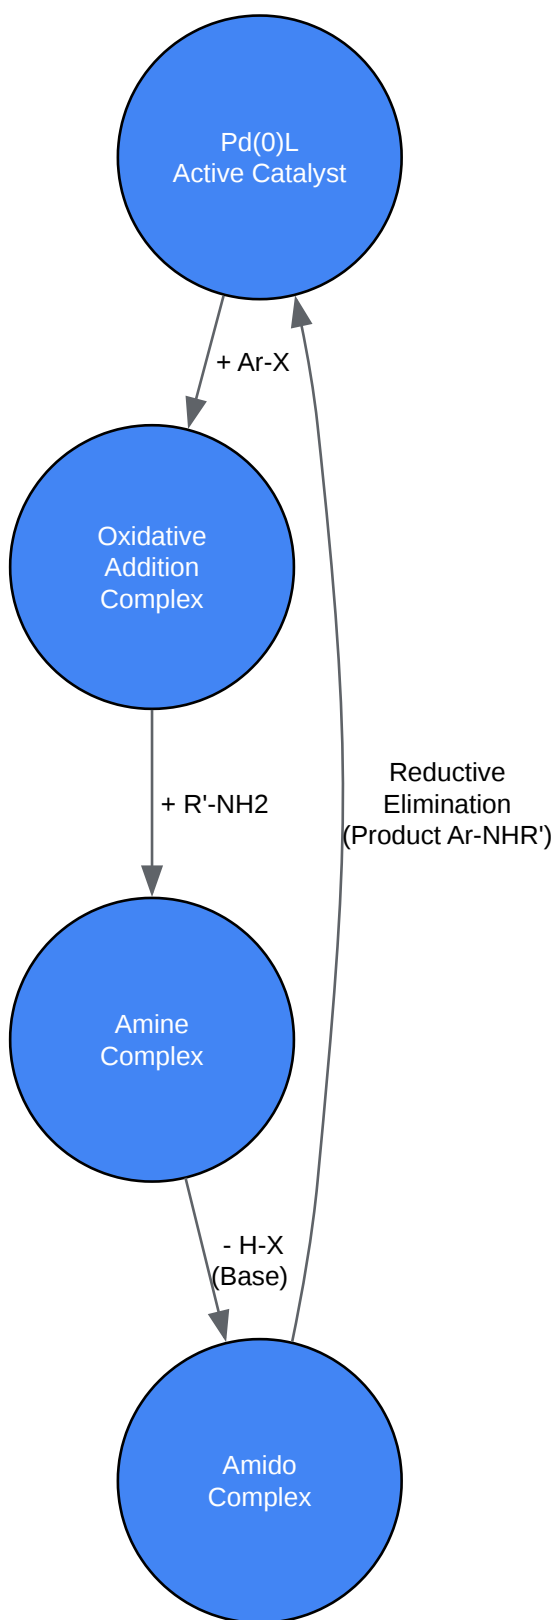 Pd(0)L
Active Catalyst
+ Ar-X
Oxidative
Addition
Complex
+ R'-NH2
Reductive
Elimination
(Product Ar-NHR')
Amine
Complex
- H-X
(Base)
Amido
Complex